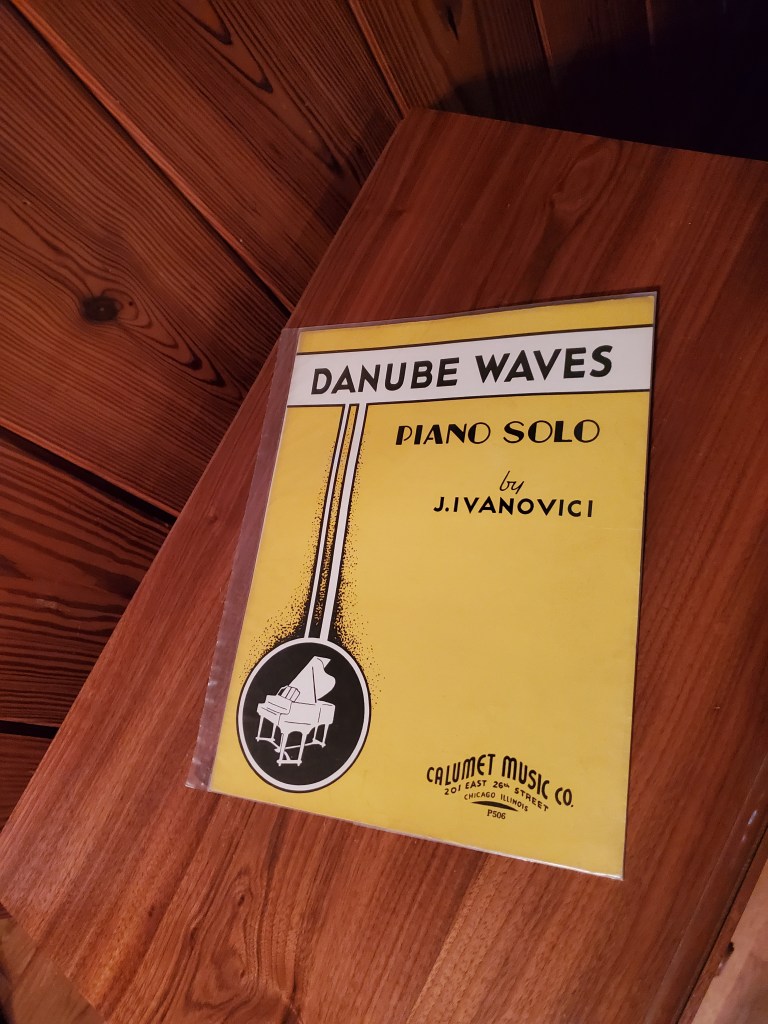 DANUBE WAVES
PIANO SOLO
by
J. IVANOVICI
CALUMET MUSIC CO.
201 EAST 26th STREET
CHICAGO ILLINOIS
P506